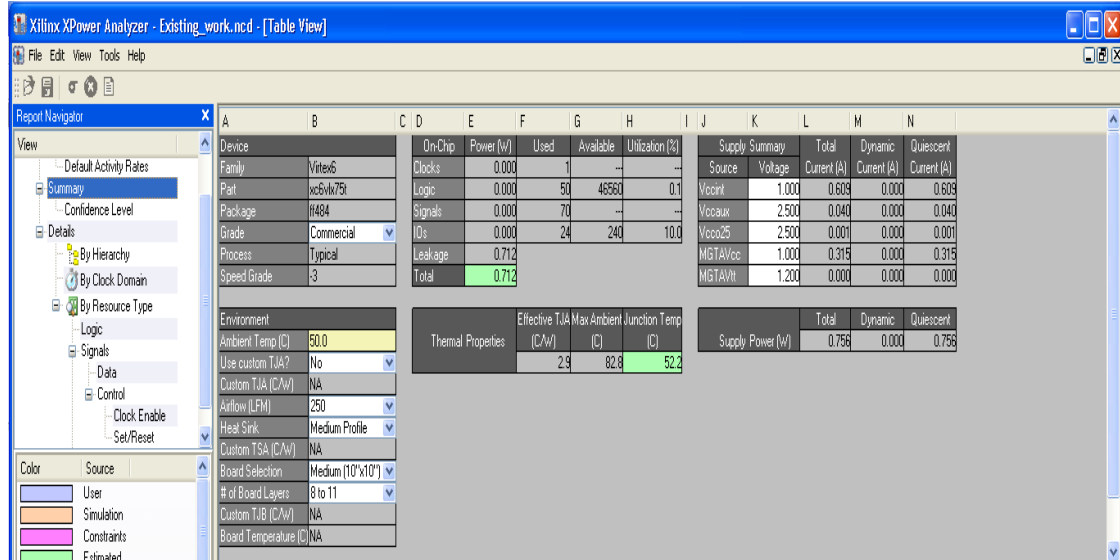 Xilinx XPower Analyzer - Existing_work.ncd - [Table View]
File Edit View Tools Help
Report Navigator X
View
Default Activity Rates
Summary
Confidence Level
Details
By Hierarchy
By Clock Domain
By Resource Type
Logic
Signals
Data
Control
Clock Enable
Set/Reset
Color Source
User
Simulation
Constraints
Estimated
A B C D E F G H I J K L M N
Device
Family Virtex6
Part xc6vlx75t
Package ff484
Grade Commercial
Process Typical
Speed Grade -3
Environment
Ambient Temp (C) 50.0
Use custom TJA? No
Custom TJA (C/W) NA
Airflow (LFM) 250
Heat Sink Medium Profile
Custom TSA (C/W) NA
Board Selection Medium (10"x10")
# of Board Layers 8 to 11
Custom TJB (C/W) NA
Board Temperature (C) NA
On-Chip Power (W) Used Available Utilization (%)
Clocks 0.000 1 --- ---
Logic 0.000 50 46560 0.1
Signals 0.000 70 --- ---
IOs 0.000 24 240 10.0
Leakage 0.712
Total 0.712
Effective TJA Max Ambient Junction Temp
Thermal Properties (C/W) (C) (C)
2.9 82.8 52.2
Supply Summary Total Dynamic Quiescent
Source Voltage Current (A) Current (A) Current (A)
Vccint 1.000 0.609 0.000 0.609
Vccaux 2.500 0.040 0.000 0.040
Vcco25 2.500 0.001 0.000 0.001
MGTAVcc 1.000 0.315 0.000 0.315
MGTAVtt 1.200 0.000 0.000 0.000
Total Dynamic Quiescent
Supply Power (W) 0.756 0.000 0.756